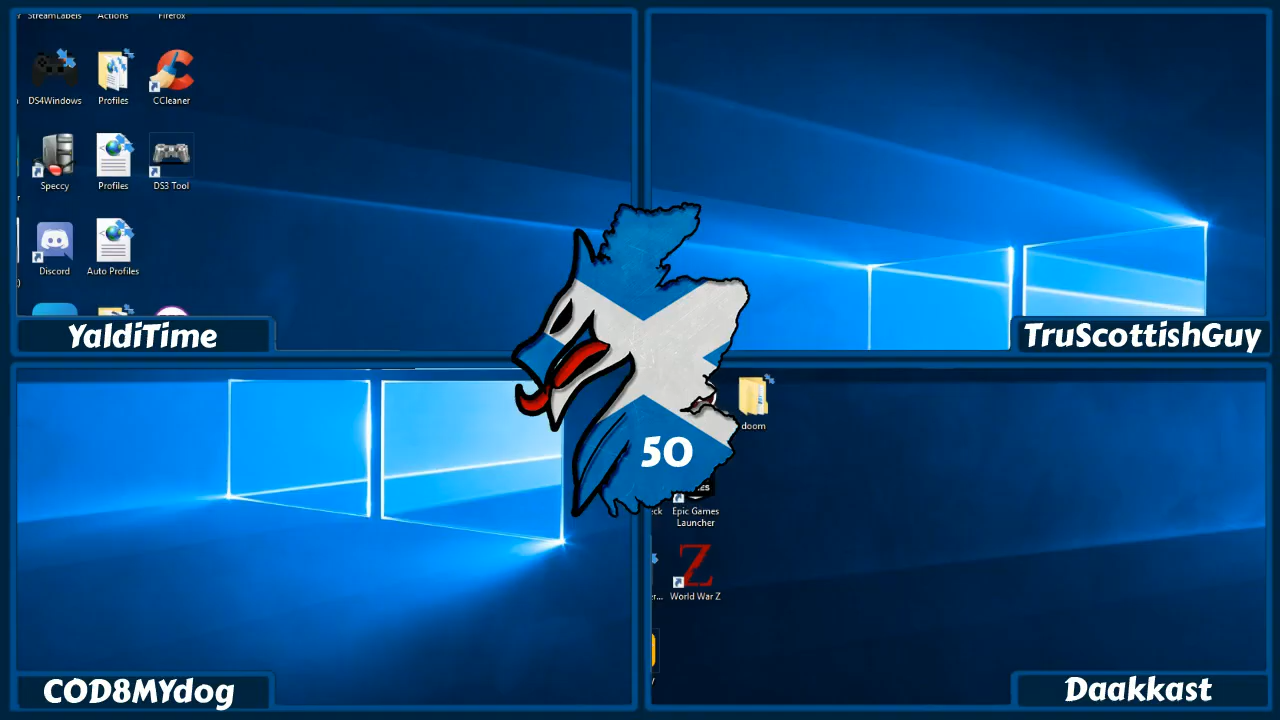 StreamLabels Actions Firefox
DS4Windows Profiles CCleaner
Speccy Profiles DS3 Tool
Discord Auto Profiles
YaldiTime
TruScottishGuy
doom
50
Epic Games
Launcher
World War Z
COD8MYdog
Daakkast